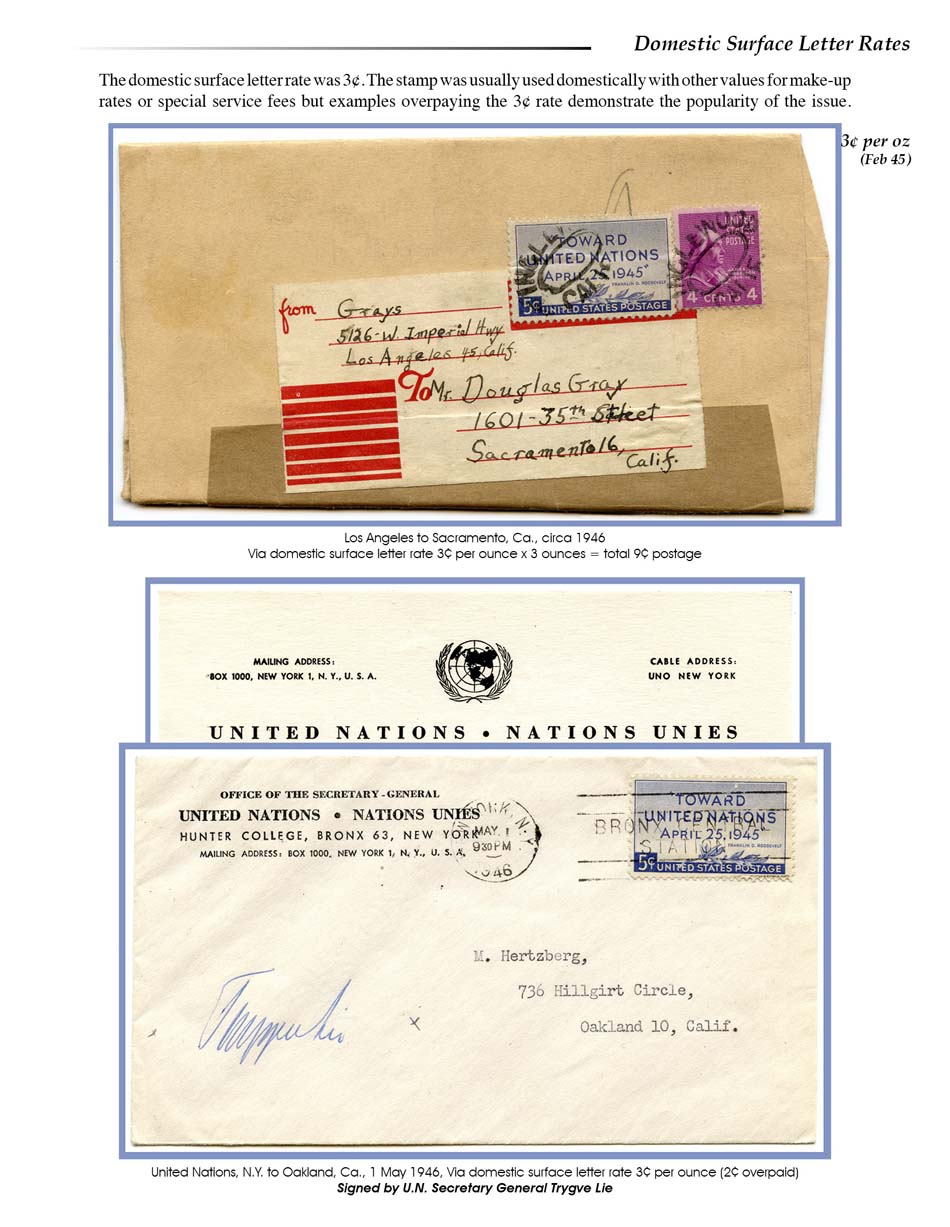 Domestic Surface Letter Rates
The domestic surface letter rate was 3¢. The stamp was usually used domestically with other values for make-up
rates or special service fees but examples overpaying the 3¢ rate demonstrate the popularity of the issue.
3¢ per oz
(Feb 45)
TOWARD
UNITED NATIONS
APRIL 25, 1945
FRANKLIN D. ROOSEVELT
5¢ UNITED STATES POSTAGE
UNITED
STATES
POSTAGE
4 CENTS 4
CALIF
from Grays
5126-W. Imperial Hwy
Los Angeles 45, Calif.
To Mr. Douglas Gray
1601-35th Street
Sacramento 16,
Calif.
Los Angeles to Sacramento, Ca., circa 1946
Via domestic surface letter rate 3¢ per ounce x 3 ounces = total 9¢ postage
MAILING ADDRESS:
BOX 1000, NEW YORK 1, N. Y., U. S. A.
CABLE ADDRESS:
UNO NEW YORK
UNITED NATIONS • NATIONS UNIES
OFFICE OF THE SECRETARY-GENERAL
UNITED NATIONS • NATIONS UNIES
HUNTER COLLEGE, BRONX 63, NEW YORK
MAILING ADDRESS: BOX 1000, NEW YORK 1, N. Y., U. S. A.
MAY 1
930 PM
1946
BRONX CENTRAL
STATION
TOWARD
UNITED NATIONS
APRIL 25, 1945
FRANKLIN D. ROOSEVELT
5¢ UNITED STATES POSTAGE
M. Hertzberg,
736 Hillgirt Circle,
Oakland 10, Calif.
Trygve Lie
United Nations, N.Y. to Oakland, Ca., 1 May 1946, Via domestic surface letter rate 3¢ per ounce (2¢ overpaid)
Signed by U.N. Secretary General Trygve Lie